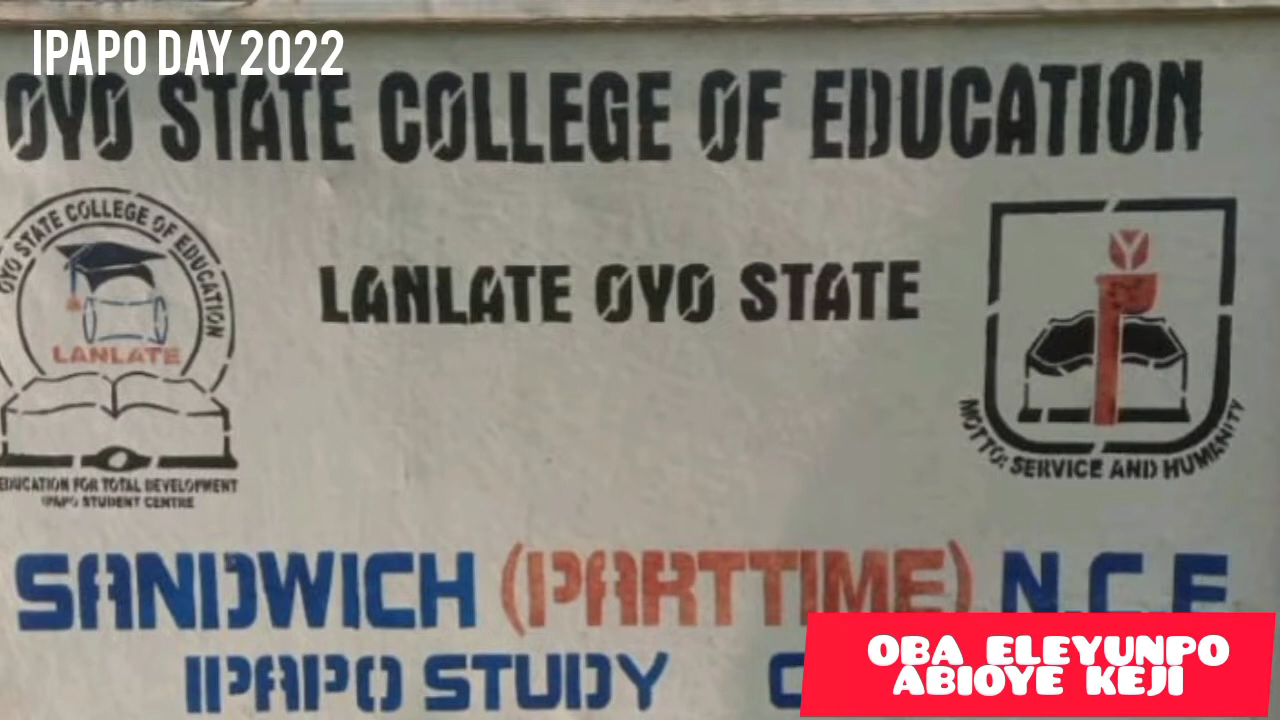 IPAPO DAY 2022
OYO STATE COLLEGE OF EDUCATION
OYO STATE COLLEGE OF EDUCATION
LANLATE
EDUCATION FOR TOTAL DEVELOPMENT
IPAPO STUDENT CENTRE
LANLATE OYO STATE
MOTTO: SERVICE AND HUMANITY
SANDWICH (PARTTIME) N.C.E
IPAPO STUDY
OBA ELEYUNPO
ABIOYE KEJI